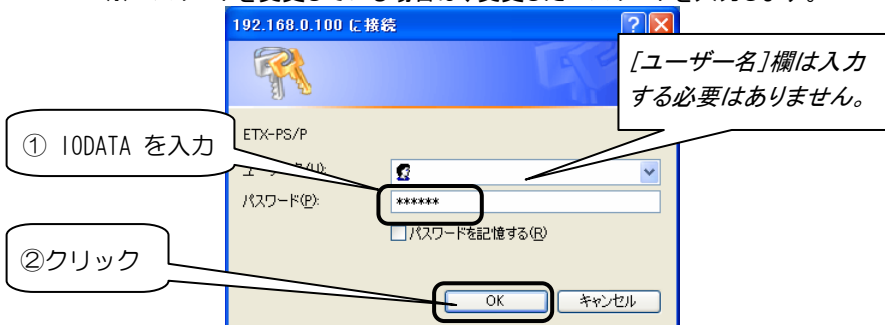 192.168.0.100 に接続
[ユーザー名]欄は入力
する必要はありません。
ETX-PS/P
① IODATA を入力
パスワード(P):
******
パスワードを記憶する(R)
②クリック
OK
キャンセル